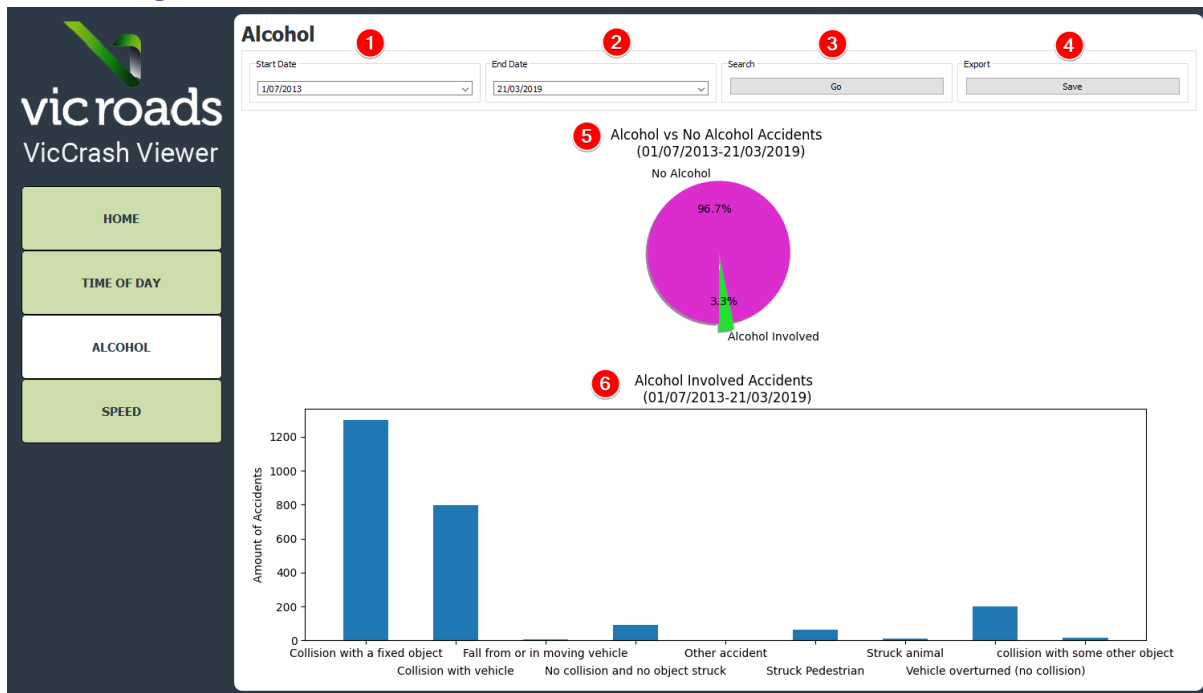 vicroads
VicCrash Viewer
HOME
TIME OF DAY
ALCOHOL
SPEED
Alcohol
1
2
3
4
Start Date
End Date
Search
Export
1/07/2013
21/03/2019
Go
Save
5
Alcohol vs No Alcohol Accidents
(01/07/2013-21/03/2019)
No Alcohol
96.7%
3.3%
Alcohol Involved
6
Alcohol Involved Accidents
(01/07/2013-21/03/2019)
Amount of Accidents
1200
1000
800
600
400
200
0
Collision with a fixed object
Fall from or in moving vehicle
Other accident
Struck animal
collision with some other object
Collision with vehicle
No collision and no object struck
Struck Pedestrian
Vehicle overturned (no collision)